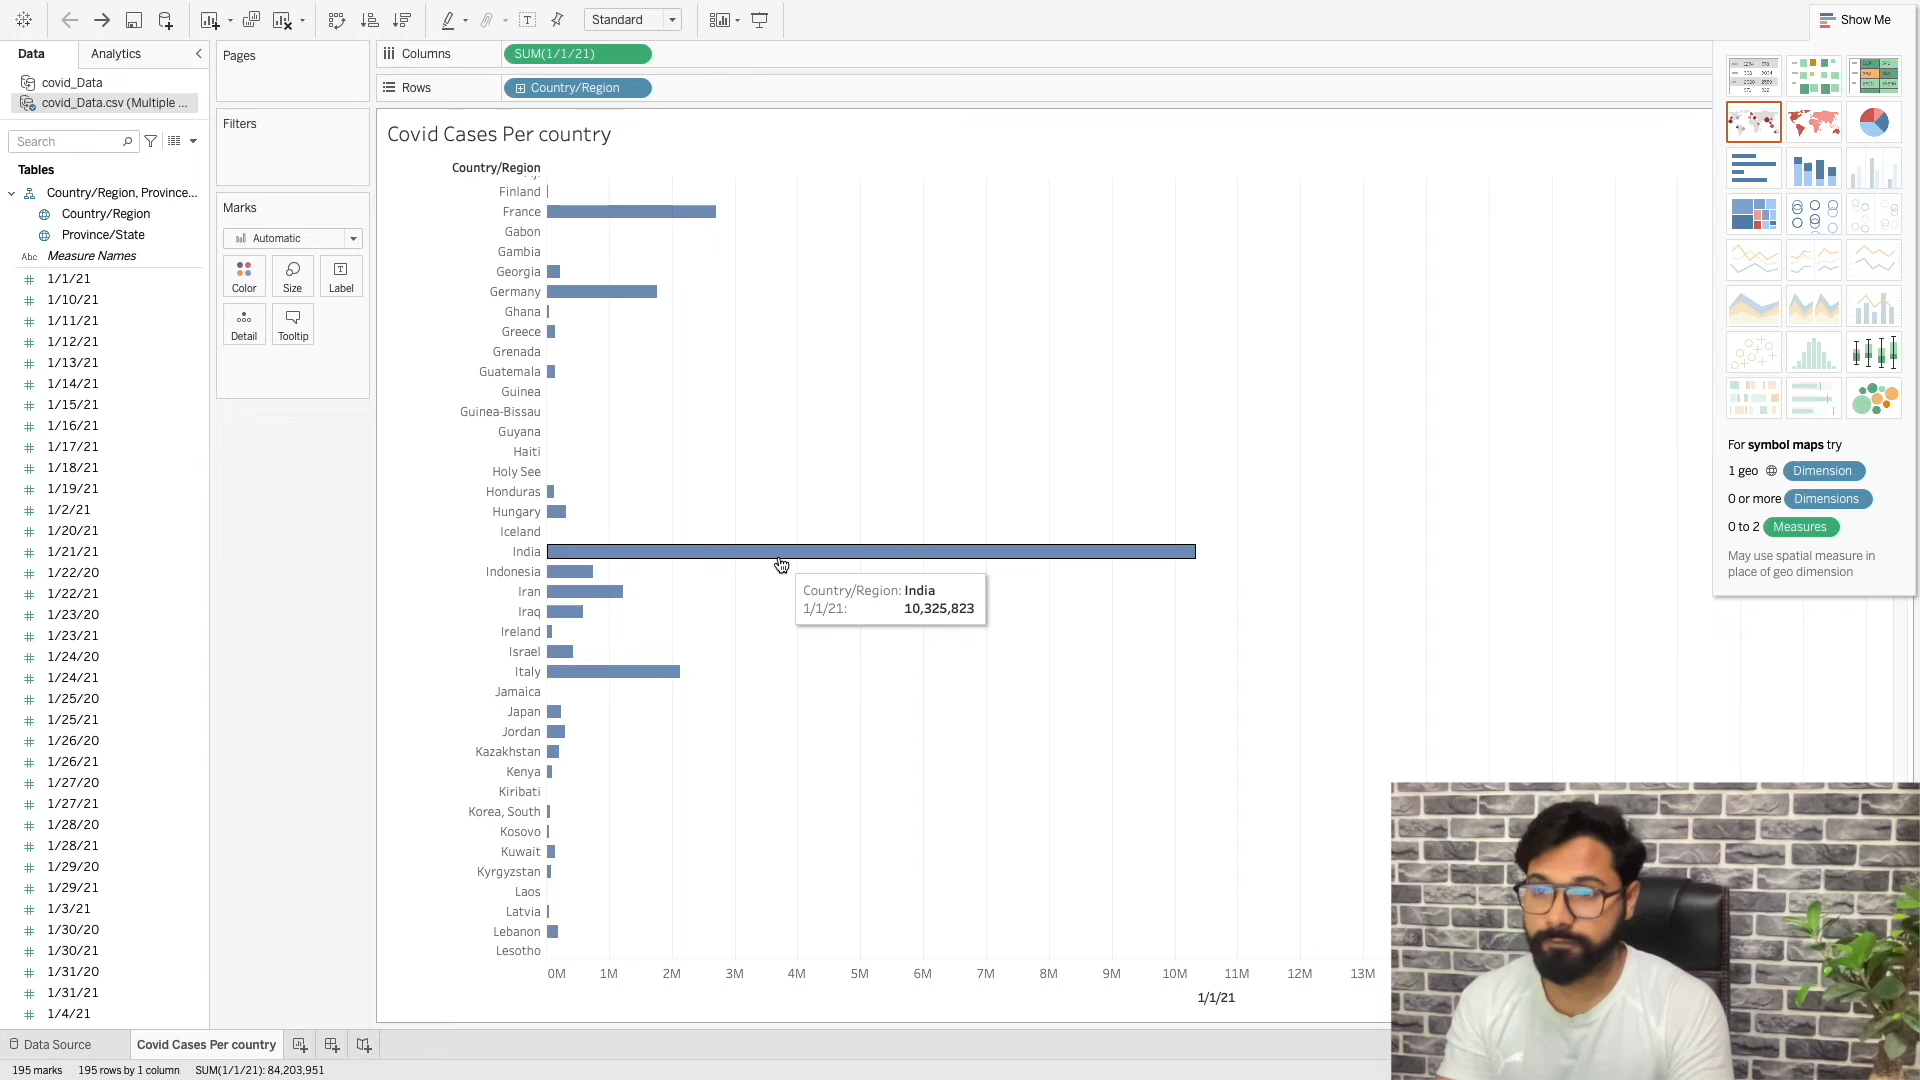 Standard
Show Me
Data
Analytics
Pages
Columns
SUM(1/1/21)
covid_Data
covid_Data.csv (Multiple ...
Rows
Country/Region
Filters
Search
Covid Cases Per country
Tables
Country/Region
Country/Region, Province...
Country/Region
Province/State
Abc Measure Names
Marks
Automatic
Color
Size
Label
Detail
Tooltip
1/1/21
1/10/21
1/11/21
1/12/21
1/13/21
1/14/21
1/15/21
1/16/21
1/17/21
1/18/21
1/19/21
1/2/21
1/20/21
1/21/21
1/22/20
1/22/21
1/23/20
1/23/21
1/24/20
1/24/21
1/25/20
1/25/21
1/26/20
1/26/21
1/27/20
1/27/21
1/28/20
1/28/21
1/29/20
1/29/21
1/3/21
1/30/20
1/30/21
1/31/20
1/31/21
1/4/21
Finland
France
Gabon
Gambia
Georgia
Germany
Ghana
Greece
Grenada
Guatemala
Guinea
Guinea-Bissau
Guyana
Haiti
Holy See
Honduras
Hungary
Iceland
India
Indonesia
Iran
Iraq
Ireland
Israel
Italy
Jamaica
Japan
Jordan
Kazakhstan
Kenya
Kiribati
Korea, South
Kosovo
Kuwait
Kyrgyzstan
Laos
Latvia
Lebanon
Lesotho
Country/Region: India
1/1/21: 10,325,823
0M 1M 2M 3M 4M 5M 6M 7M 8M 9M 10M 11M 12M 13M
1/1/21
For symbol maps try
1 geo Dimension
0 or more Dimensions
0 to 2 Measures
May use spatial measure in
place of geo dimension
Data Source
Covid Cases Per country
195 marks 195 rows by 1 column SUM(1/1/21): 84,203,951